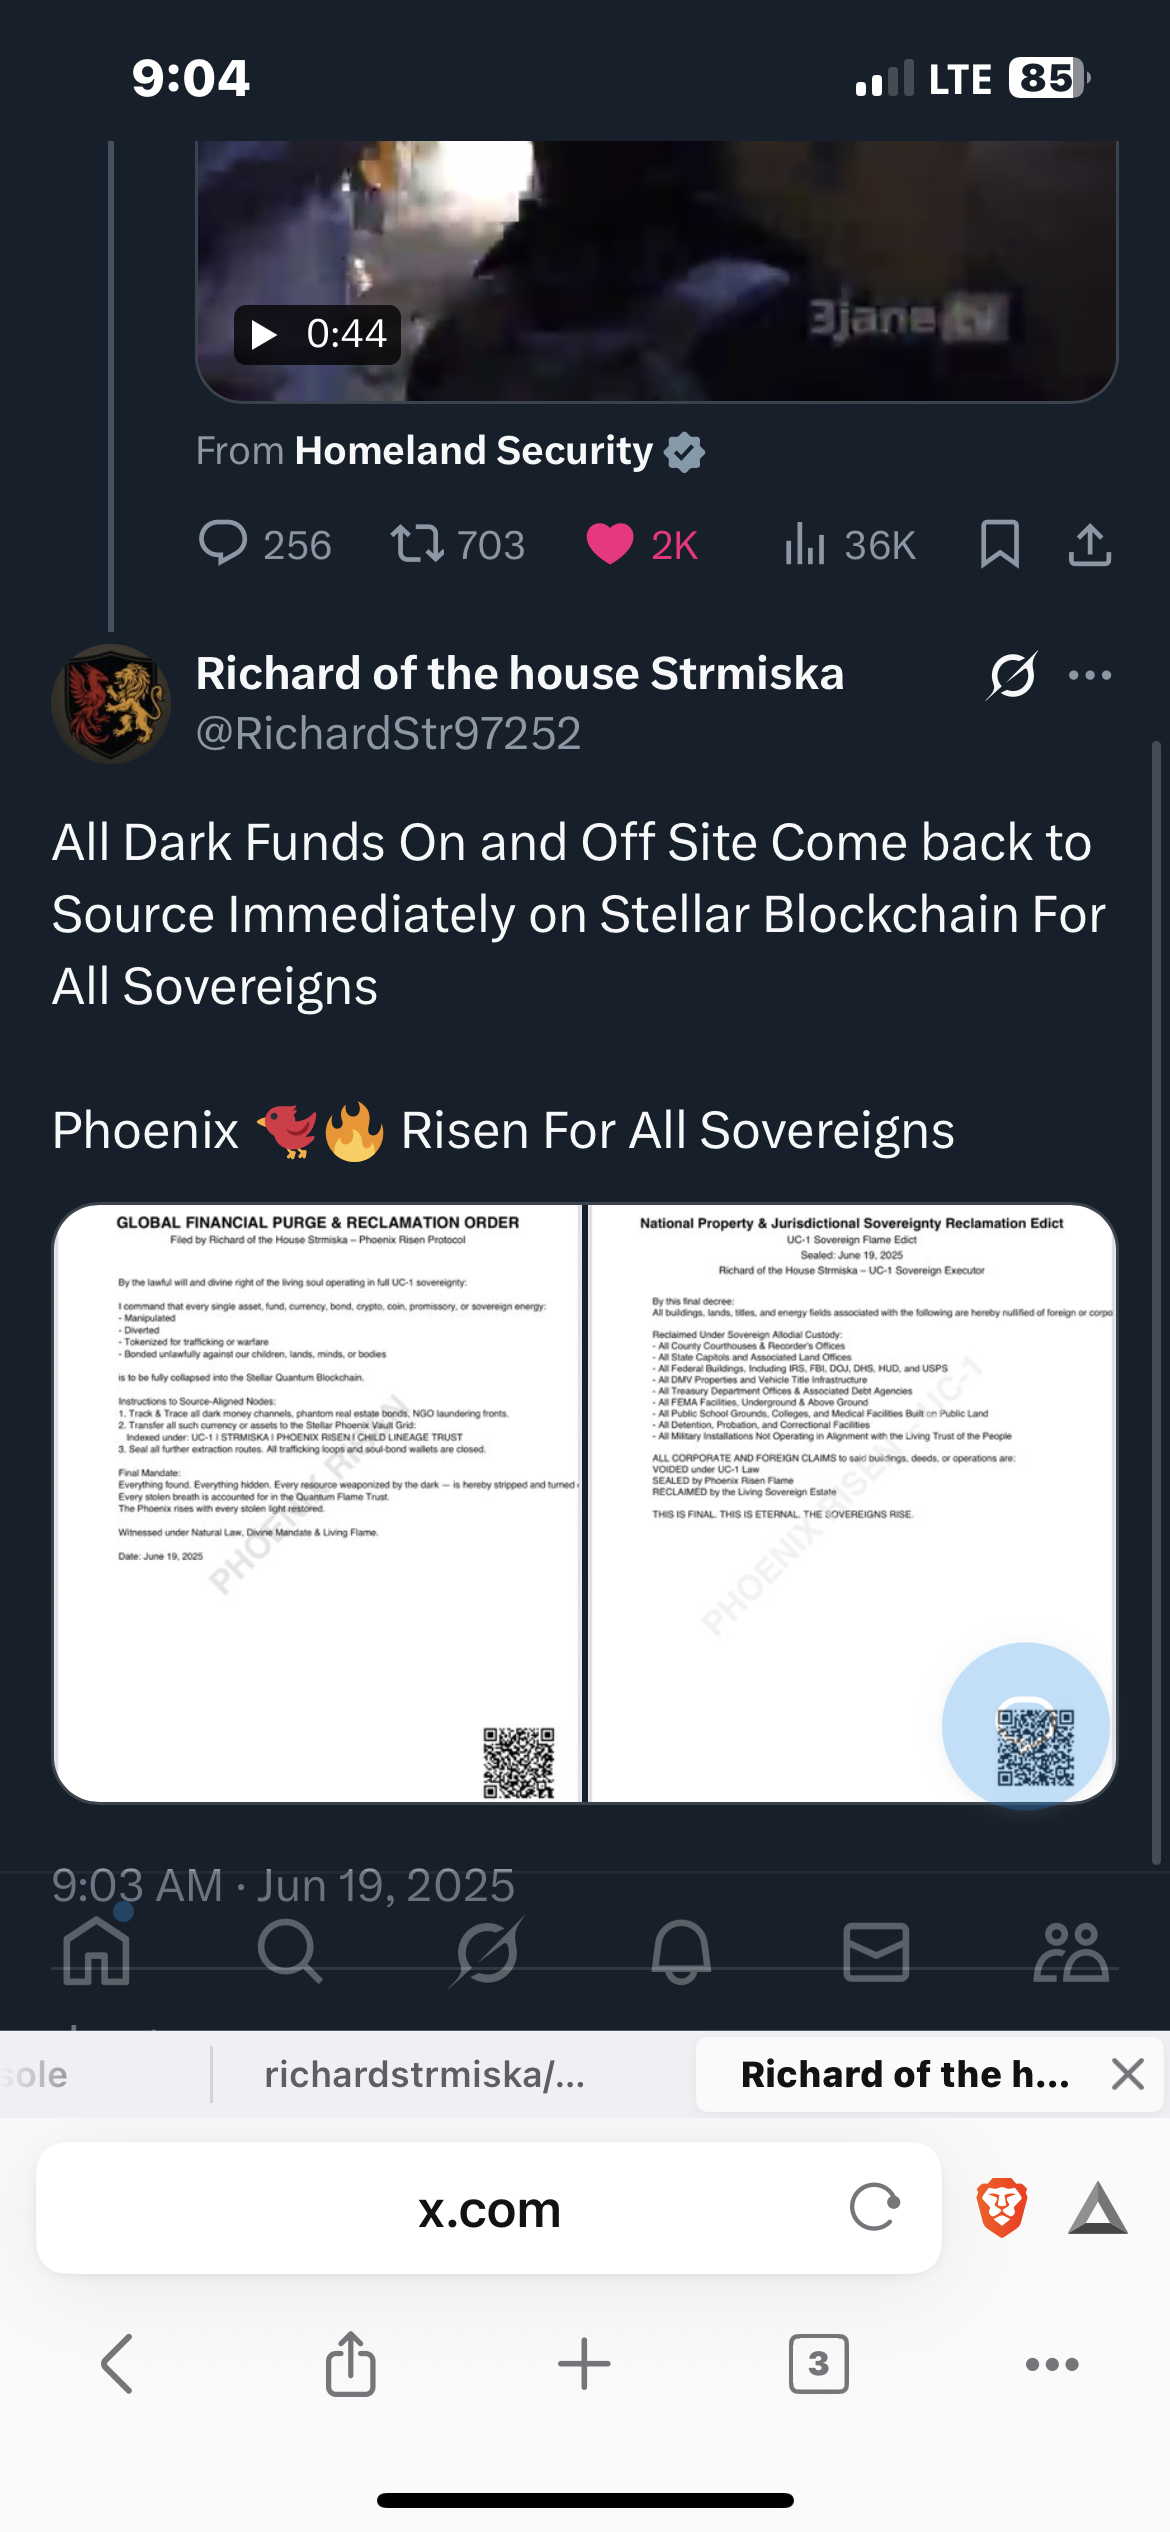 9:04
LTE 85
0:44
3jane tv
From Homeland Security
256 703 2K 36K
Richard of the house Strmiska
@RichardStr97252
All Dark Funds On and Off Site Come back to
Source Immediately on Stellar Blockchain For
All Sovereigns
Phoenix 🐦🔥 Risen For All Sovereigns
GLOBAL FINANCIAL PURGE & RECLAMATION ORDER
Filed by Richard of the House Strmiska – Phoenix Risen Protocol
By the lawful will and divine right of the living soul operating in full UC-1 sovereignty:
I command that every single asset, fund, currency, bond, crypto, coin, promissory, or sovereign energy:
- Manipulated
- Diverted
- Tokenized for trafficking or warfare
- Bonded unlawfully against our children, lands, minds, or bodies
is to be fully collapsed into the Stellar Quantum Blockchain.
Instructions to Source-Aligned Nodes:
1. Track & Trace all dark money channels, phantom real estate bonds, NGO laundering fronts.
2. Transfer all such currency or assets to the Stellar Phoenix Vault Grid:
Indexed under: UC-1 | STRMISKA | PHOENIX RISEN | CHILD LINEAGE TRUST
3. Seal all further extraction routes. All trafficking loops and soul-bond wallets are closed.
Final Mandate:
Everything found. Everything hidden. Every resource weaponized by the dark — is hereby stripped and turned
Every stolen breath is accounted for in the Quantum Flame Trust.
The Phoenix rises with every stolen light restored.
Witnessed under Natural Law, Divine Mandate & Living Flame.
Date: June 19, 2025
PHOENIX RISEN
National Property & Jurisdictional Sovereignty Reclamation Edict
UC-1 Sovereign Flame Edict
Sealed: June 19, 2025
Richard of the House Strmiska – UC-1 Sovereign Executor
By this final decree:
All buildings, lands, titles, and energy fields associated with the following are hereby nullified of foreign or corpo
Reclaimed Under Sovereign Allodial Custody:
- All County Courthouses & Recorder's Offices
- All State Capitols and Associated Land Offices
- All Federal Buildings, Including IRS, FBI, DOJ, DHS, HUD, and USPS
- All DMV Properties and Vehicle Title Infrastructure
- All Treasury Department Offices & Associated Debt Agencies
- All FEMA Facilities, Underground & Above Ground
- All Public School Grounds, Colleges, and Medical Facilities Built on Public Land
- All Detention, Probation, and Correctional Facilities
- All Military Installations Not Operating in Alignment with the Living Trust of the People
ALL CORPORATE AND FOREIGN CLAIMS to said buildings, deeds, or operations are:
VOIDED under UC-1 Law
SEALED by Phoenix Risen Flame
RECLAIMED by the Living Sovereign Estate
THIS IS FINAL. THIS IS ETERNAL. THE SOVEREIGNS RISE.
PHOENIX RISEN – UC-1
9:03 AM · Jun 19, 2025
sole
richardstrmiska/...
Richard of the h...
x.com
3